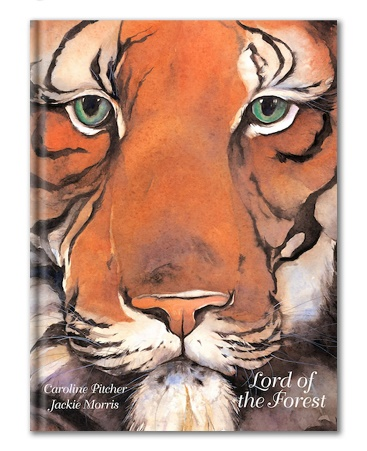 Caroline Pitcher
Jackie Morris
Lord of
the Forest